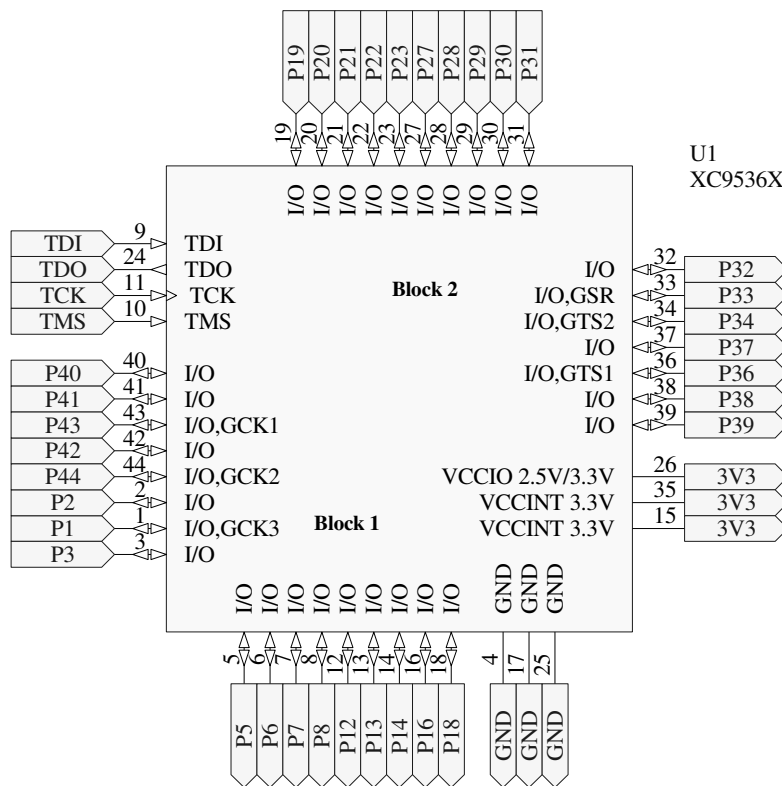 P19 P20 P21 P22 P23 P27 P28 P29 P30 P31
19 20 21 22 23 27 28 29 30 31
I/O I/O I/O I/O I/O I/O I/O I/O I/O I/O
U1
XC9536X
TDI 9 TDI
TDO 24 TDO
TCK 11 TCK
TMS 10 TMS
Block 2
I/O 32 P32
I/O,GSR 33 P33
I/O,GTS2 34 P34
I/O 37 P37
I/O,GTS1 36 P36
I/O 38 P38
I/O 39 P39
P40 40 I/O
P41 41 I/O
P43 43 I/O,GCK1
P42 42 I/O
P44 44 I/O,GCK2
P2 2 I/O
P1 1 I/O,GCK3
P3 3 I/O
VCCIO 2.5V/3.3V 26 3V3
VCCINT 3.3V 35 3V3
VCCINT 3.3V 15 3V3
Block 1
I/O I/O I/O I/O I/O I/O I/O I/O I/O GND GND GND
5 6 7 8 12 13 14 16 18 4 17 25
P5 P6 P7 P8 P12 P13 P14 P16 P18 GND GND GND